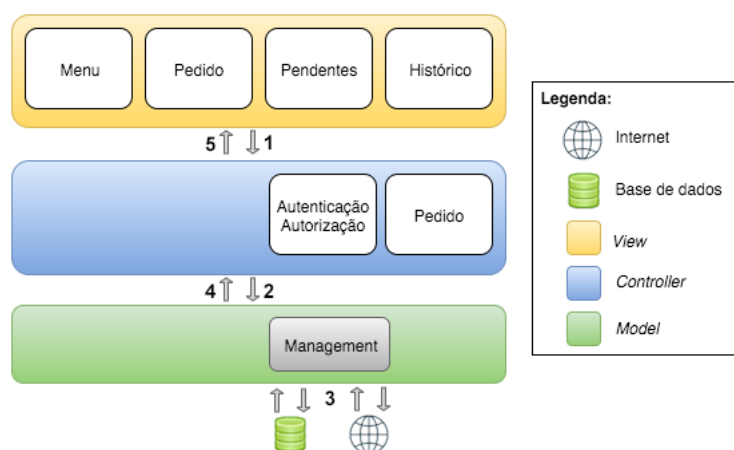 Menu
Pedido
Pendentes
Histórico
5
1
Autenticação
Autorização
Pedido
4
2
Management
3
Legenda:
Internet
Base de dados
View
Controller
Model